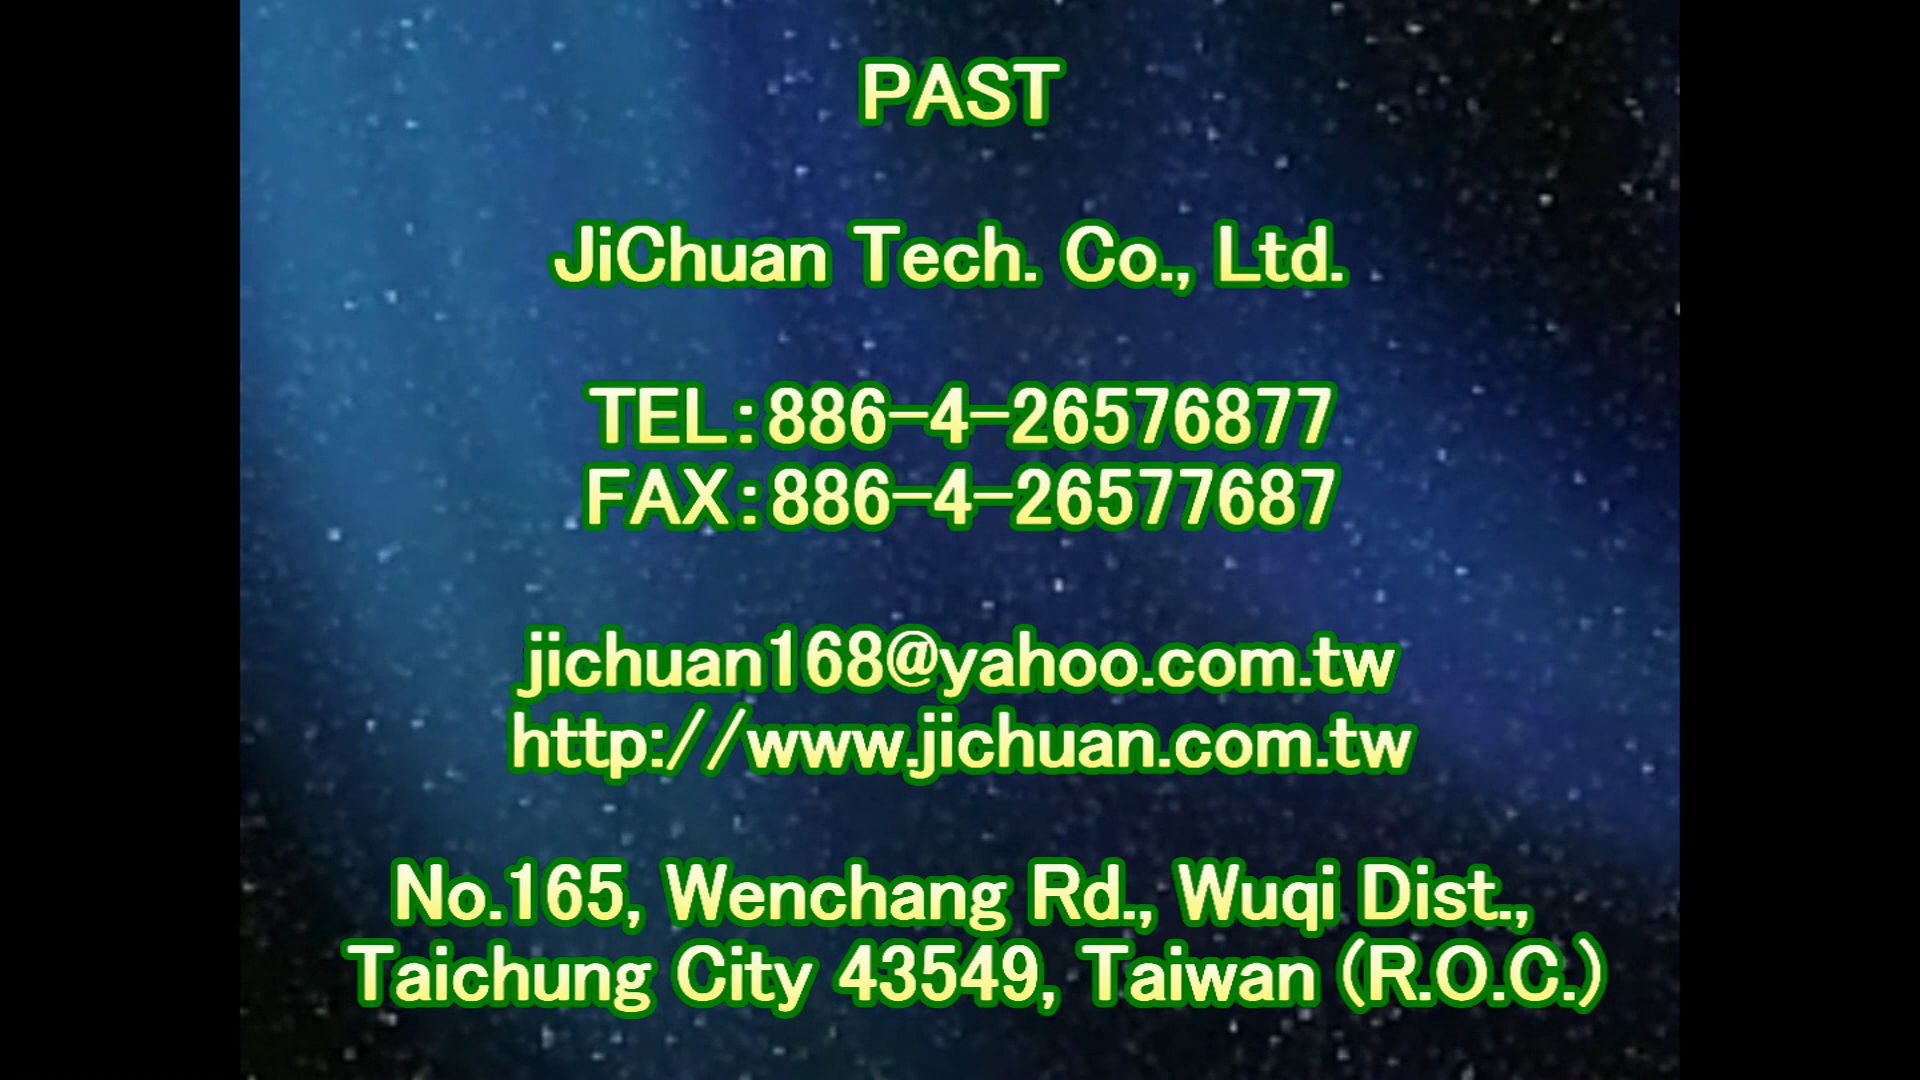 PAST
JiChuan Tech. Co., Ltd.
TEL:886-4-26576877
FAX:886-4-26577687
jichuan168@yahoo.com.tw
http://www.jichuan.com.tw
No.165, Wenchang Rd., Wuqi Dist.,
Taichung City 43549, Taiwan (R.O.C.)